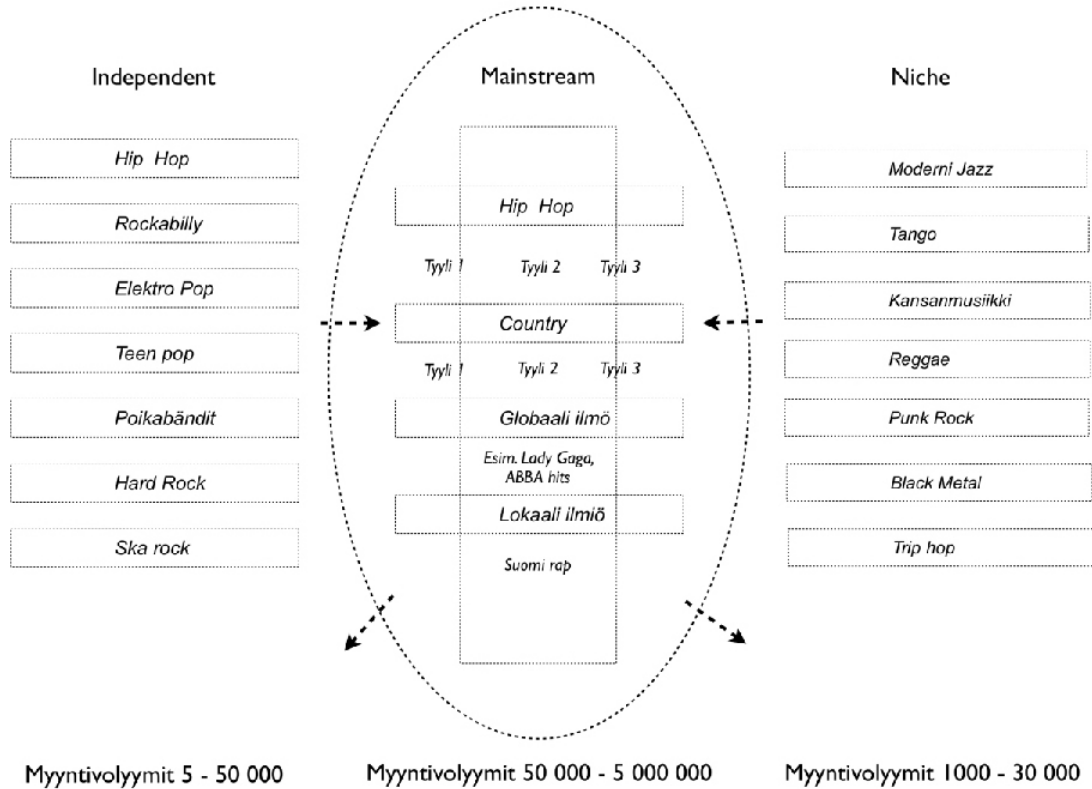 Independent
Hip Hop
Rockabilly
Elektro Pop
Teen pop
Poikabändit
Hard Rock
Ska rock
Myyntivolyymit 5 - 50 000
Mainstream
Hip Hop
Tyyli 1 Tyyli 2 Tyyli 3
Country
Tyyli 1 Tyyli 2 Tyyli 3
Globaali ilmö
Esim. Lady Gaga,
ABBA hits
Lokaali ilmiö
Suomi rap
Myyntivolyymit 50 000 - 5 000 000
Niche
Moderni Jazz
Tango
Kansanmusiikki
Reggae
Punk Rock
Black Metal
Trip hop
Myyntivolyymit 1000 - 30 000